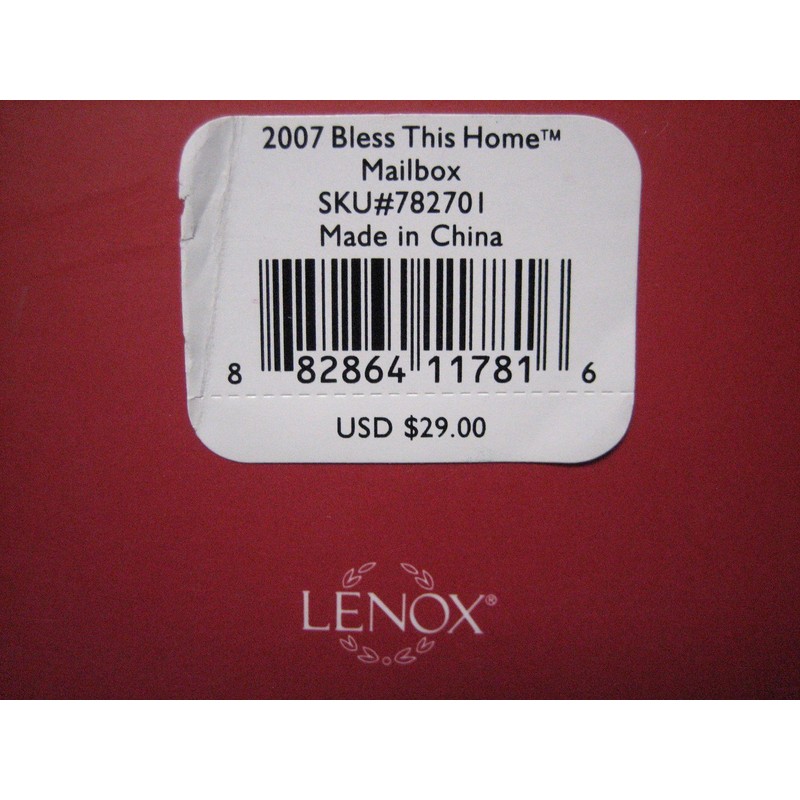 2007 Bless This Home™
Mailbox
SKU#782701
Made in China
8 82864 11781 6
USD $29.00
LENOX®